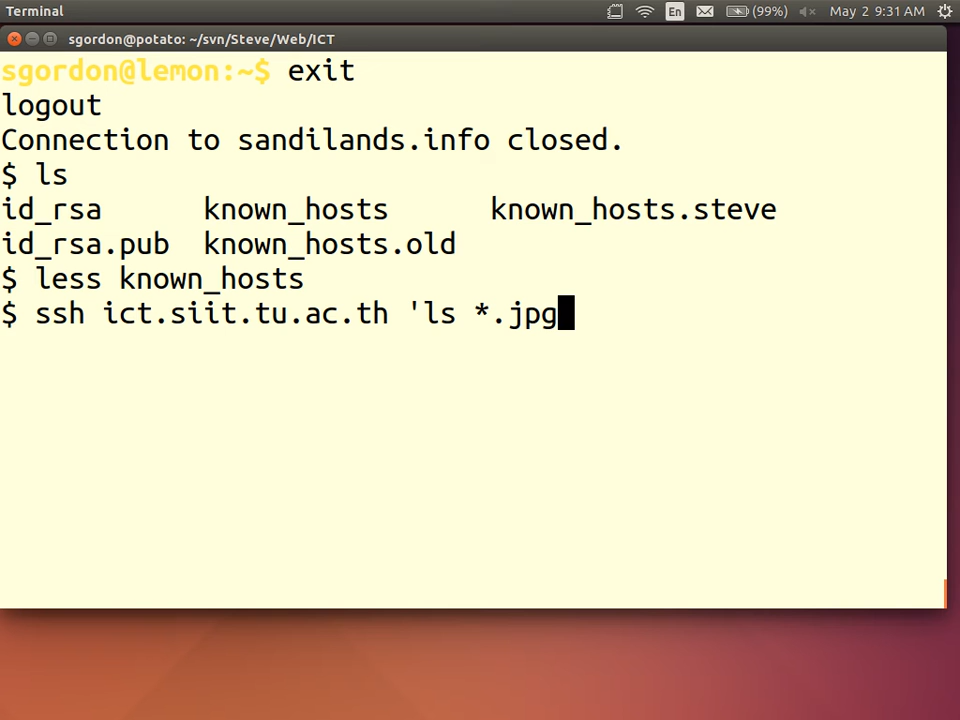 Terminal
En
(99%)
May 2 9:31 AM
sgordon@potato: ~/svn/Steve/Web/ICT
sgordon@lemon:~$ exit
logout
Connection to sandilands.info closed.
$ ls
id_rsa known_hosts known_hosts.steve
id_rsa.pub known_hosts.old
$ less known_hosts
$ ssh ict.siit.tu.ac.th 'ls *.jpg